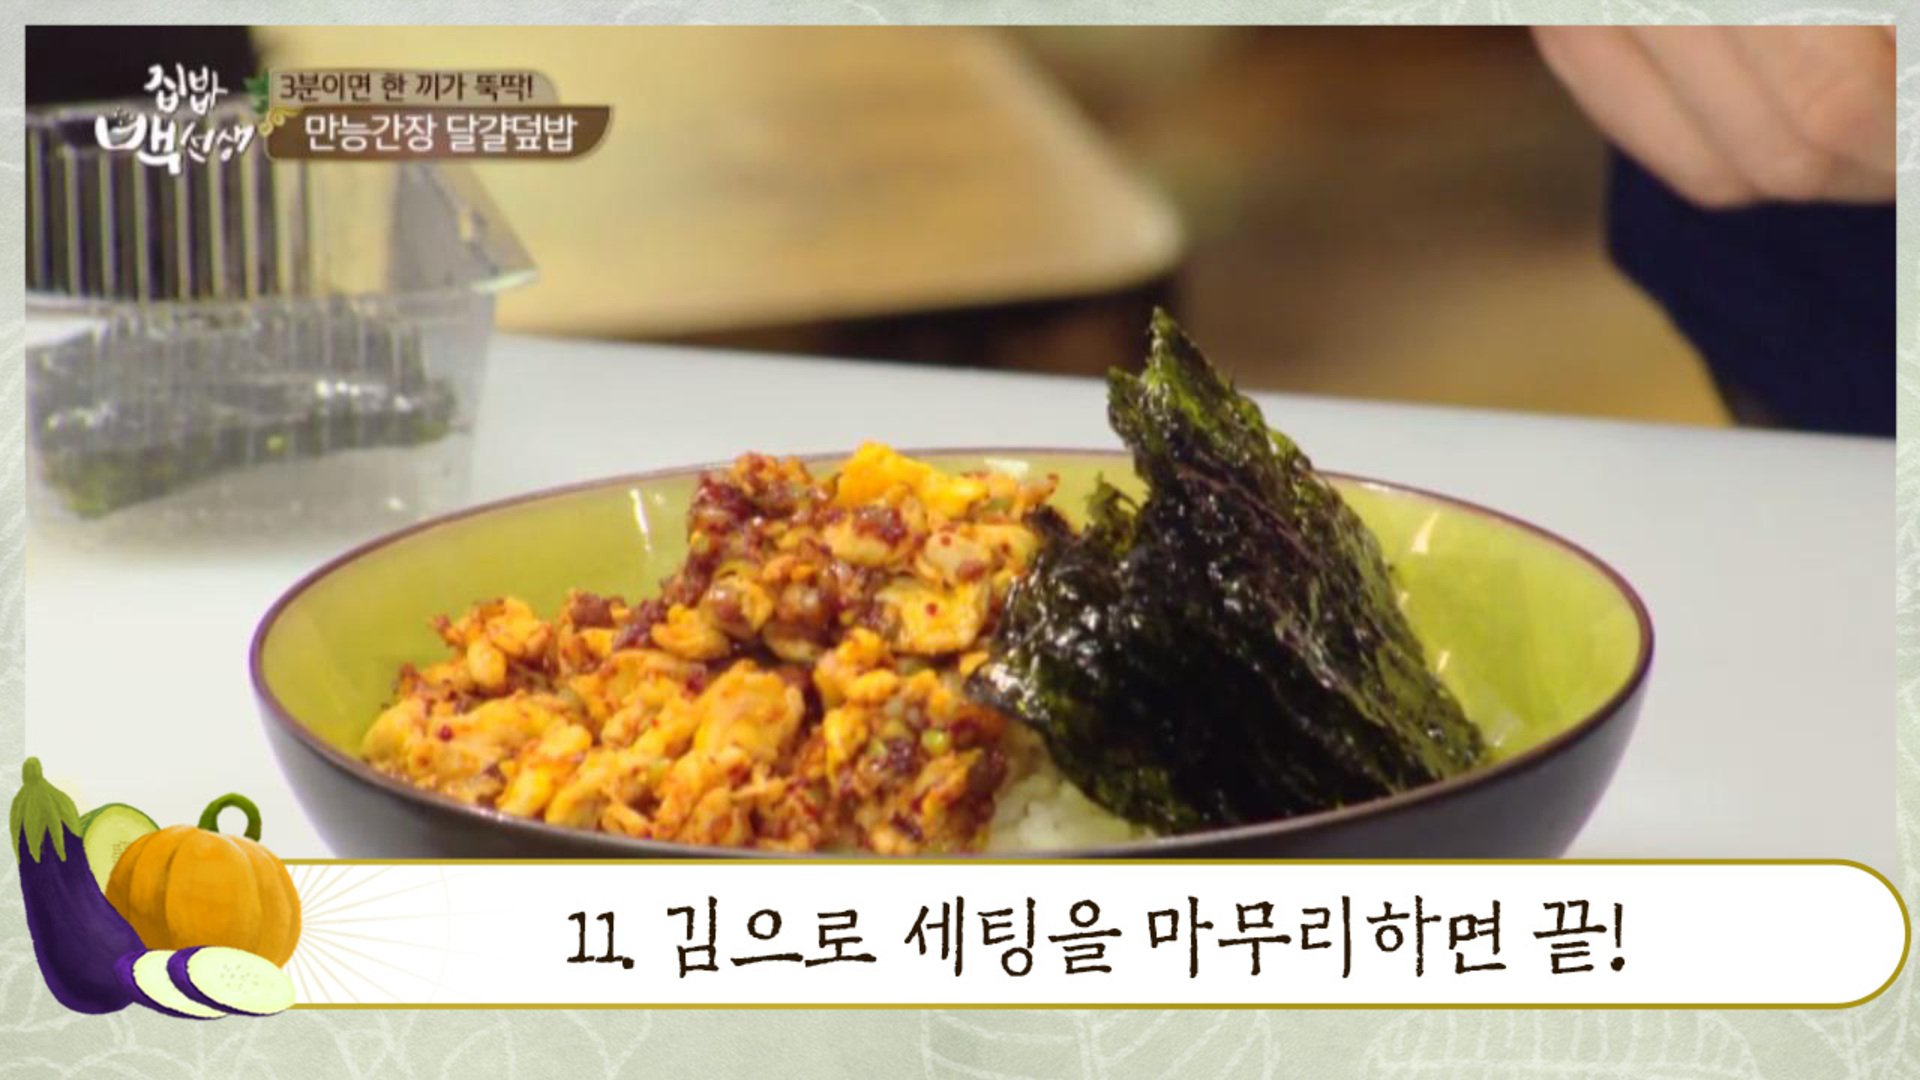 집밥
백선생
3분이면 한 끼가 뚝딱!
만능간장 달걀덮밥
11. 김으로 세팅을 마무리하면 끝!